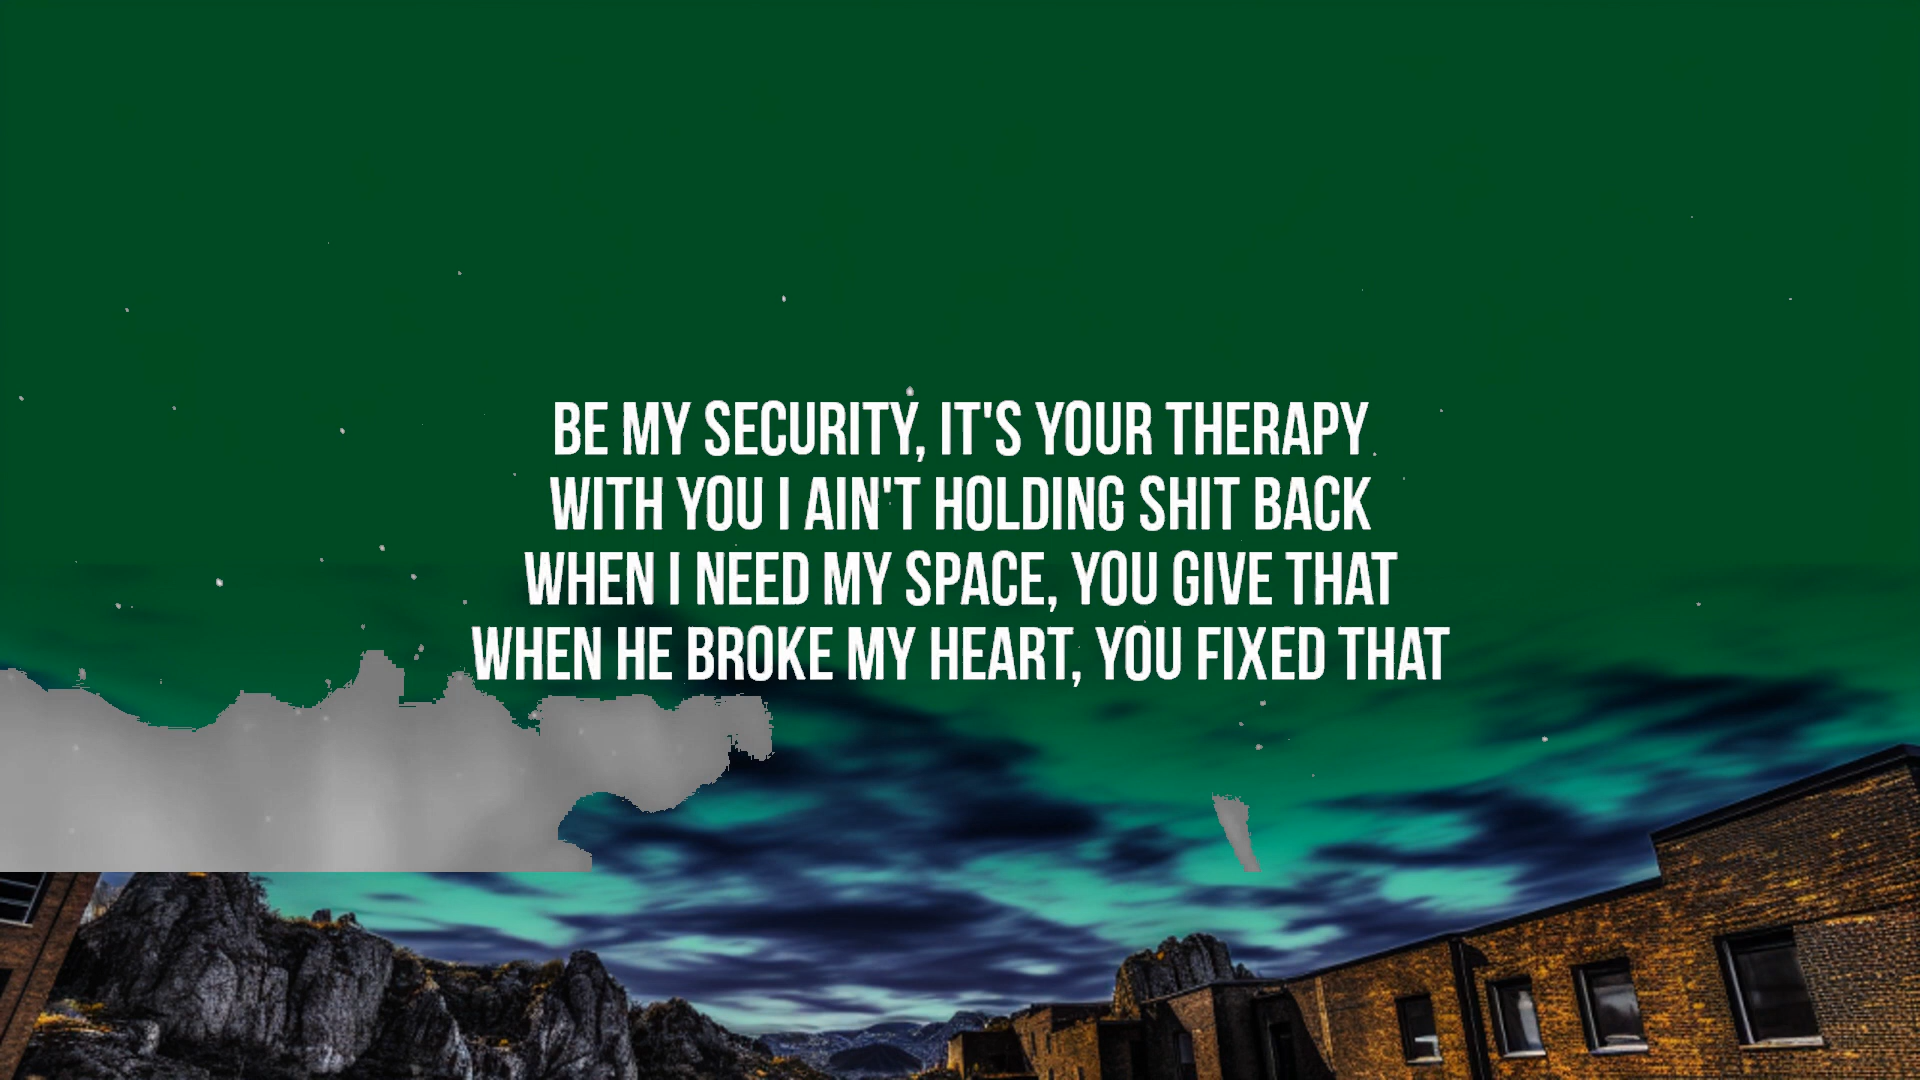 BE MY SECURITY, IT'S YOUR THERAPY
WITH YOU I AIN'T HOLDING SHIT BACK
WHEN I NEED MY SPACE, YOU GIVE THAT
WHEN HE BROKE MY HEART, YOU FIXED THAT